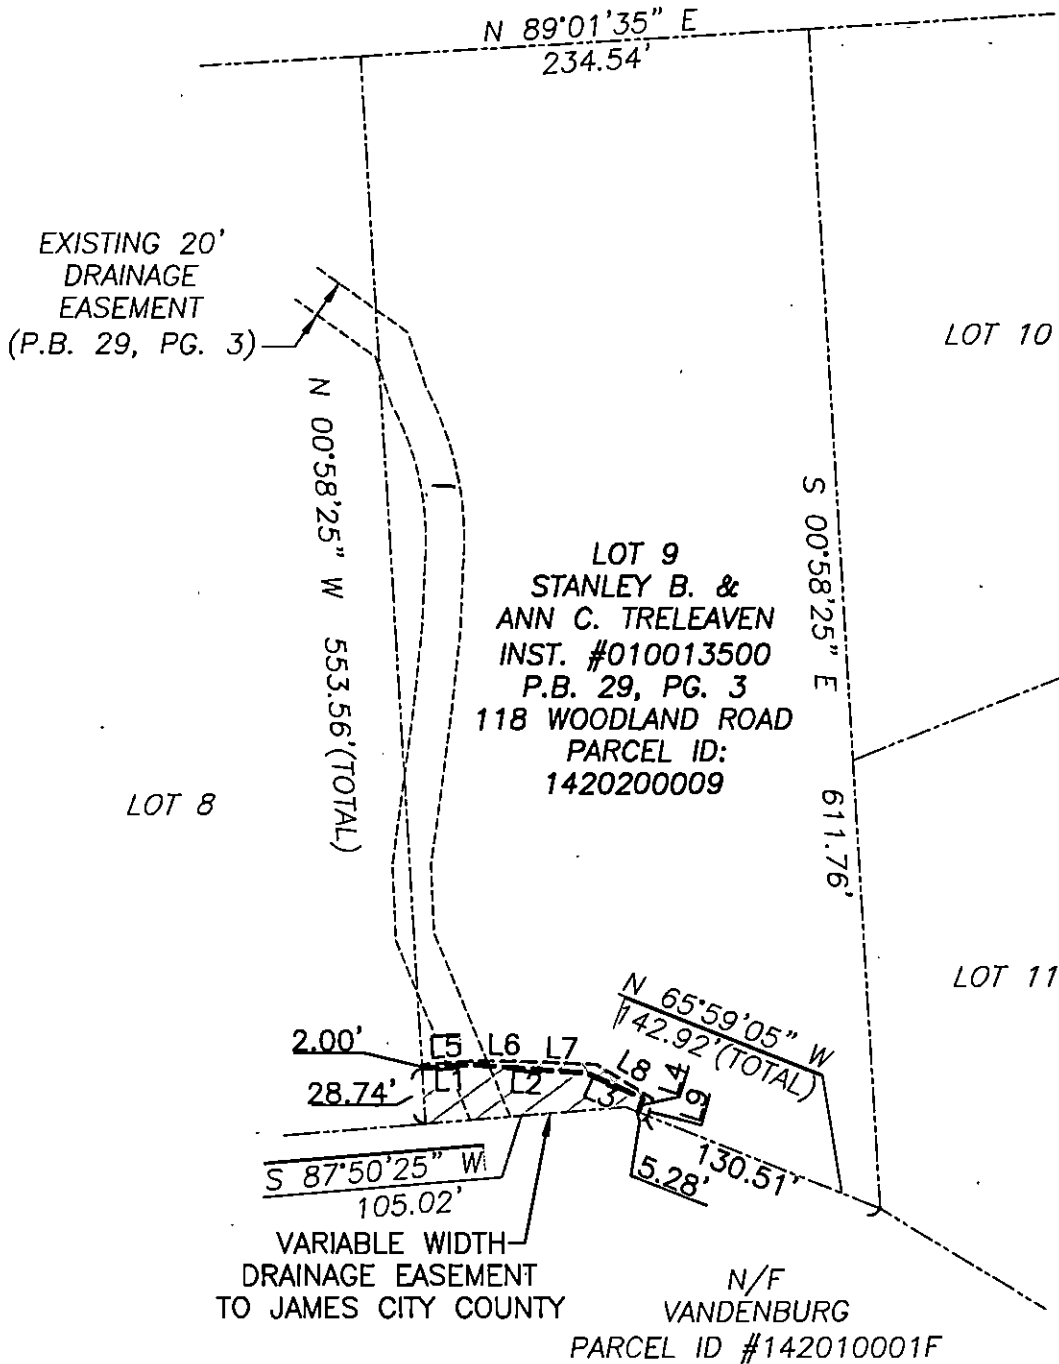 N 89°01'35" E
234.54'
EXISTING 20'
DRAINAGE
EASEMENT
(P.B. 29, PG. 3)
LOT 10
N 00°58'25" W 553.56'(TOTAL)
S 00°58'25" E 611.76'
LOT 9
STANLEY B. &
ANN C. TRELEAVEN
INST. #010013500
P.B. 29, PG. 3
118 WOODLAND ROAD
PARCEL ID:
1420200009
LOT 8
LOT 11
N 65°59'05" W
142.92'(TOTAL)
2.00'
L5
L6
L7
L8
L4
L9
28.74'
L1
L2
L3
130.51'
5.28'
S 87°50'25" W
105.02'
VARIABLE WIDTH
DRAINAGE EASEMENT
TO JAMES CITY COUNTY
N/F
VANDENBURG
PARCEL ID #142010001F